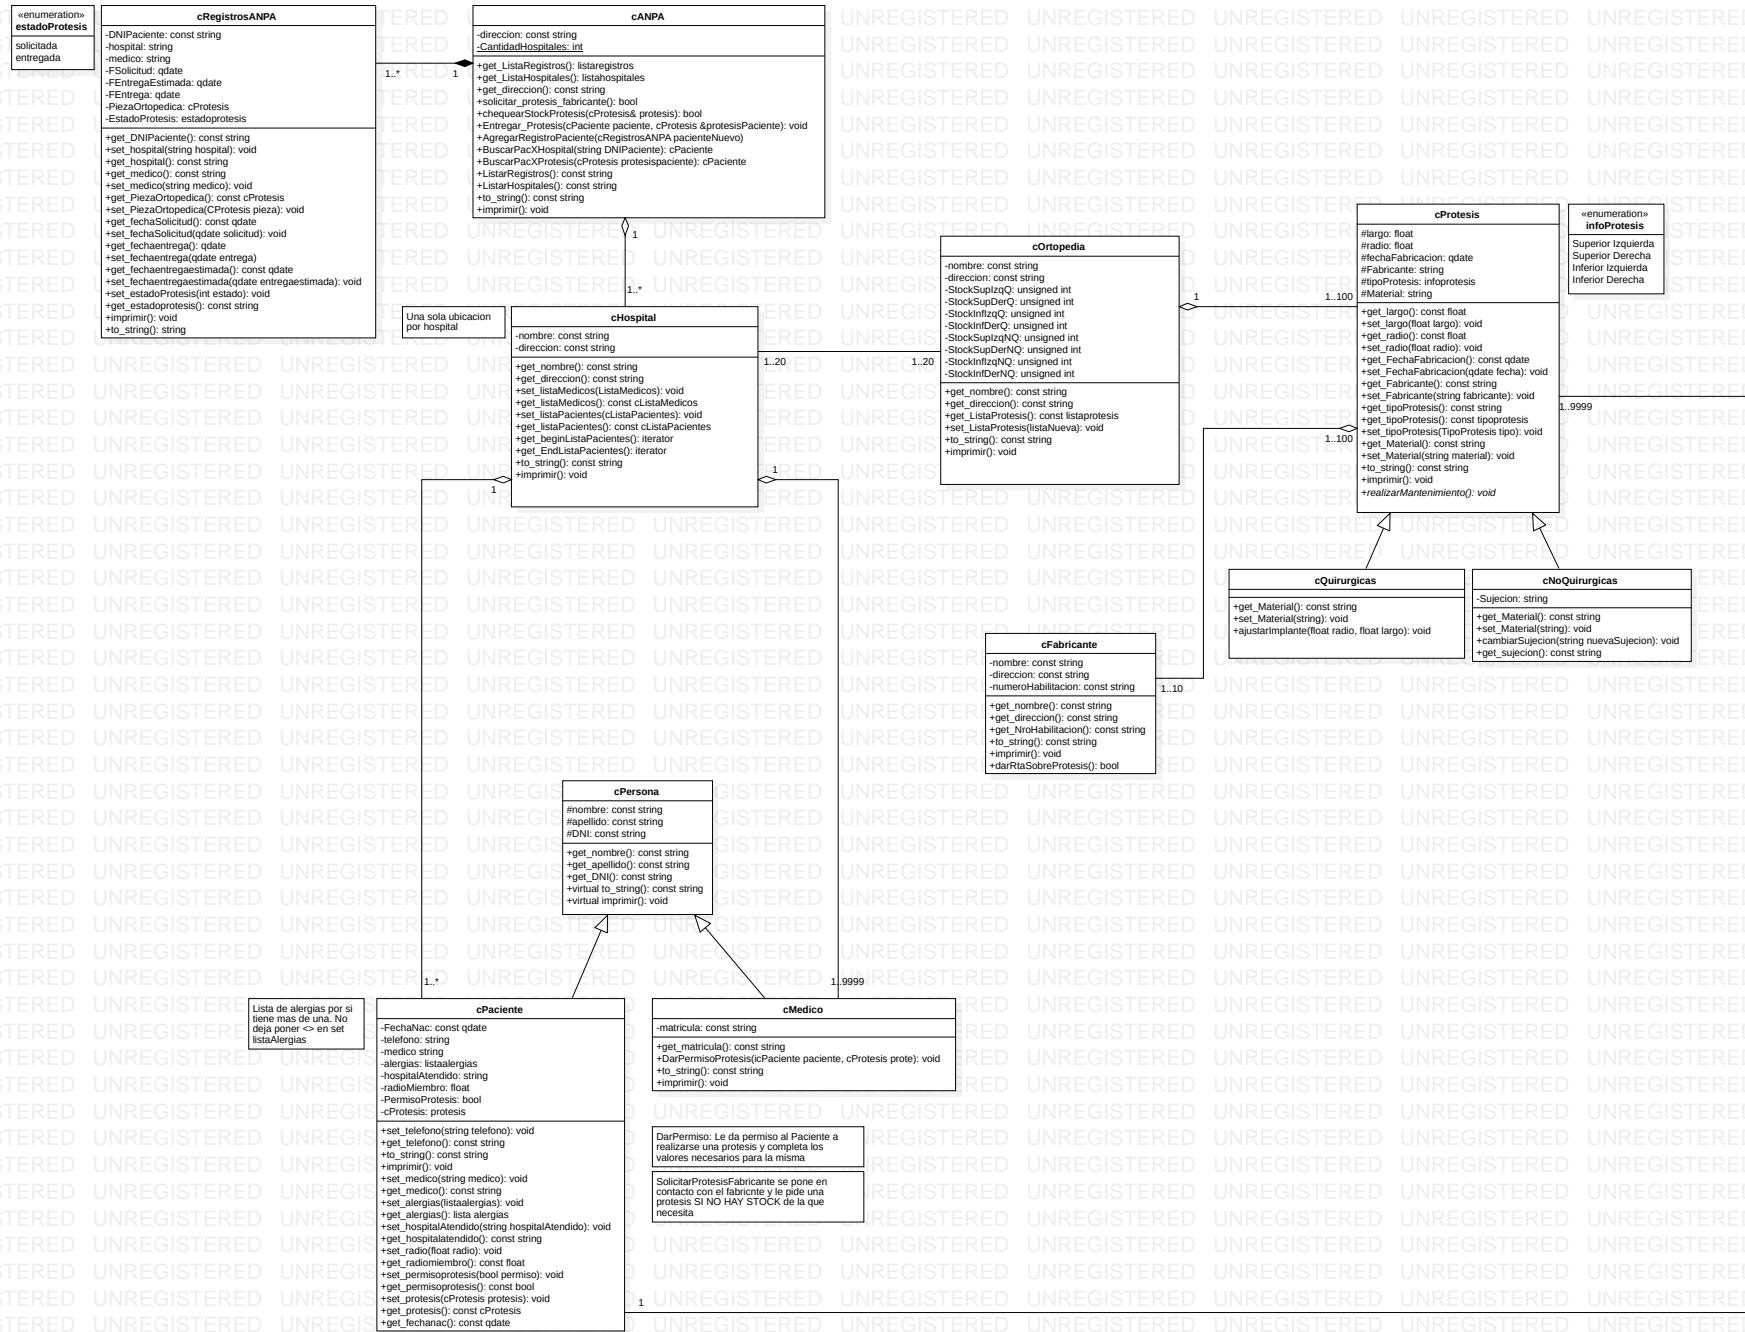 «enumeration»
estadoProtesis
solicitada
entregada
cRegistrosANPA
-DNIPaciente: const string
-hospital: string
-medico: string
-FSolicitud: qdate
-FEntregaEstimada: qdate
-FEntrega: qdate
-PiezaOrtopedica: cProtesis
-EstadoProtesis: estadoprotesis
+get_DNIPaciente(): const string
+set_hospital(string hospital): void
+get_hospital(): const string
+get_medico(): const string
+set_medico(string medico): void
+get_PiezaOrtopedica(): const cProtesis
+set_PiezaOrtopedica(CProtesis pieza): void
+get_fechaSolicitud(): const qdate
+set_fechaSolicitud(qdate solicitud): void
+get_fechaentrega(): qdate
+set_fechaentrega(qdate entrega)
+get_fechaentregaestimada(): const qdate
+set_fechaentregaestimada(qdate entregaestimada): void
+set_estadoProtesis(int estado): void
+get_estadoprotesis(): const string
+imprimir(): void
+to_string(): string
1..*
1
cANPA
-direccion: const string
-CantidadHospitales: int
+get_ListaRegistros(): listaregistros
+get_ListaHospitales(): listahospitales
+get_direccion(): const string
+solicitar_protesis_fabricante(): bool
+chequearStockProtesis(cProtesis& protesis): bool
+Entregar_Protesis(cPaciente paciente, cProtesis &protesisPaciente): void
+AgregarRegistroPaciente(cRegistrosANPA pacienteNuevo)
+BuscarPacXHospital(string DNIPaciente): cPaciente
+BuscarPacXProtesis(cProtesis protesispaciente): cPaciente
+ListarRegistros(): const string
+ListarHospitales(): const string
+to_string(): const string
+imprimir(): void
1
1..*
Una sola ubicacion
por hospital
cHospital
-nombre: const string
-direccion: const string
+get_nombre(): const string
+get_direccion(): const string
+set_listaMedicos(ListaMedicos): void
+get_listaMedicos(): const cListaMedicos
+set_listaPacientes(cListaPacientes): void
+get_listaPacientes(): const cListaPacientes
+get_beginListaPacientes(): iterator
+get_EndListaPacientes(): iterator
+to_string(): const string
+imprimir(): void
1..20
1..20
1
1
cOrtopedia
-nombre: const string
-direccion: const string
-StockSupIzqQ: unsigned int
-StockSupDerQ: unsigned int
-StockInfIzqQ: unsigned int
-StockInfDerQ: unsigned int
-StockSupIzqNQ: unsigned int
-StockSupDerNQ: unsigned int
-StockInfIzqNQ: unsigned int
-StockInfDerNQ: unsigned int
+get_nombre(): const string
+get_direccion(): const string
+get_ListaProtesis(): const listaprotesis
+set_ListaProtesis(listaNueva): void
+to_string(): const string
+imprimir(): void
1
1..100
cProtesis
#largo: float
#radio: float
#fechaFabricacion: qdate
#Fabricante: string
#tipoProtesis: infoprotesis
#Material: string
+get_largo(): const float
+set_largo(float largo): void
+get_radio(): const float
+set_radio(float radio): void
+get_FechaFabricacion(): const qdate
+set_FechaFabricacion(qdate fecha): void
+get_Fabricante(): const string
+set_Fabricante(string fabricante): void
+get_tipoProtesis(): const string
+get_tipoProtesis(): const tipoprotesis
+set_tipoProtesis(TipoProtesis tipo): void
+get_Material(): const string
+set_Material(string material): void
+to_string(): const string
+imprimir(): void
+realizarMantenimiento(): void
«enumeration»
infoProtesis
Superior Izquierda
Superior Derecha
Inferior Izquierda
Inferior Derecha
1..9999
1..100
cQuirurgicas
+get_Material(): const string
+set_Material(string): void
+ajustarImplante(float radio, float largo): void
cNoQuirurgicas
-Sujecion: string
+get_Material(): const string
+set_Material(string): void
+cambiarSujecion(string nuevaSujecion): void
+get_sujecion(): const string
cFabricante
-nombre: const string
-direccion: const string
-numeroHabilitacion: const string
+get_nombre(): const string
+get_direccion(): const string
+get_NroHabilitacion(): const string
+to_string(): const string
+imprimir(): void
+darRtaSobreProtesis(): bool
1..10
cPersona
#nombre: const string
#apellido: const string
#DNI: const string
+get_nombre(): const string
+get_apellido(): const string
+get_DNI(): const string
+virtual to_string(): const string
+virtual imprimir(): void
1..*
1..9999
Lista de alergias por si
tiene mas de una. No
deja poner <> en set
listaAlergias
cPaciente
-FechaNac: const qdate
-telefono: string
-medico string
-alergias: listaalergias
-hospitalAtendido: string
-radioMiembro: float
-PermisoProtesis: bool
-cProtesis: protesis
+set_telefono(string telefono): void
+get_telefono(): const string
+to_string(): const string
+imprimir(): void
+set_medico(string medico): void
+get_medico(): const string
+set_alergias(listaalergias): void
+get_alergias(): lista alergias
+set_hospitalAtendido(string hospitalAtendido): void
+get_hospitalatendido(): const string
+set_radio(float radio): void
+get_radiomiembro(): const float
+set_permisoprotesis(bool permiso): void
+get_permisoprotesis(): const bool
+set_protesis(cProtesis protesis): void
+get_protesis(): const cProtesis
+get_fechanac(): const qdate
1
cMedico
-matricula: const string
+get_matricula(): const string
+DarPermisoProtesis(icPaciente paciente, cProtesis prote): void
+to_string(): const string
+imprimir(): void
DarPermiso: Le da permiso al Paciente a
realizarse una protesis y completa los
valores necesarios para la misma
SolicitarProtesisFabricante se pone en
contacto con el fabricnte y le pide una
protesis SI NO HAY STOCK de la que
necesita